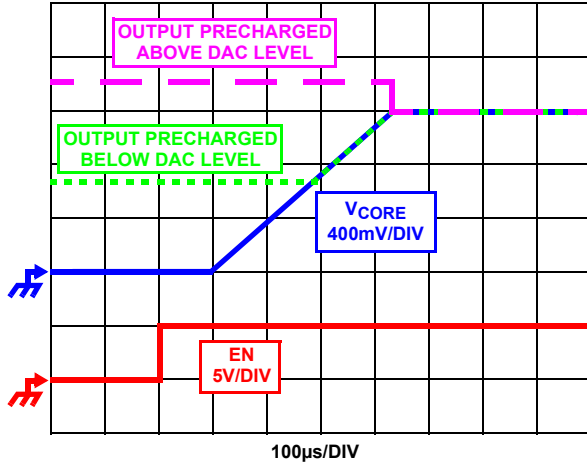 OUTPUT PRECHARGED
ABOVE DAC LEVEL
OUTPUT PRECHARGED
BELOW DAC LEVEL
VCORE
400mV/DIV
EN
5V/DIV
100µs/DIV